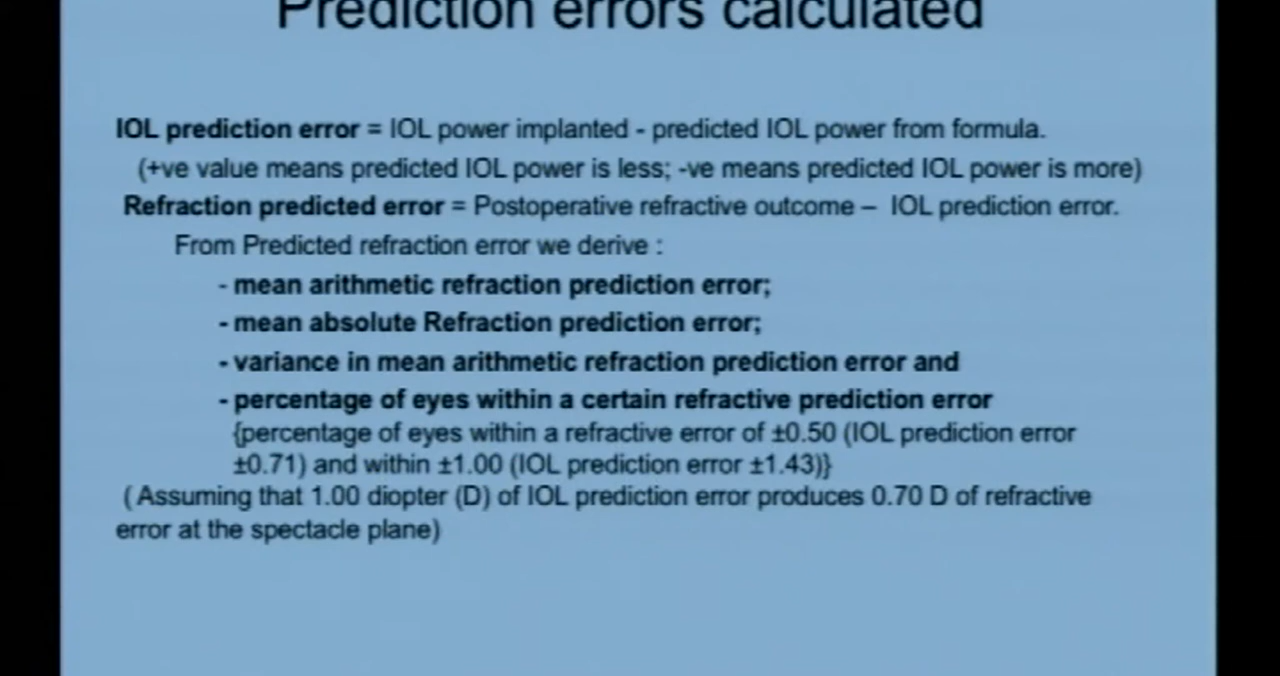 Prediction errors calculated
IOL prediction error = IOL power implanted - predicted IOL power from formula.
(+ve value means predicted IOL power is less; -ve means predicted IOL power is more)
Refraction predicted error = Postoperative refractive outcome – IOL prediction error.
From Predicted refraction error we derive :
- mean arithmetic refraction prediction error;
- mean absolute Refraction prediction error;
- variance in mean arithmetic refraction prediction error and
- percentage of eyes within a certain refractive prediction error
{percentage of eyes within a refractive error of ±0.50 (IOL prediction error
±0.71) and within ±1.00 (IOL prediction error ±1.43)}
( Assuming that 1.00 diopter (D) of IOL prediction error produces 0.70 D of refractive
error at the spectacle plane)